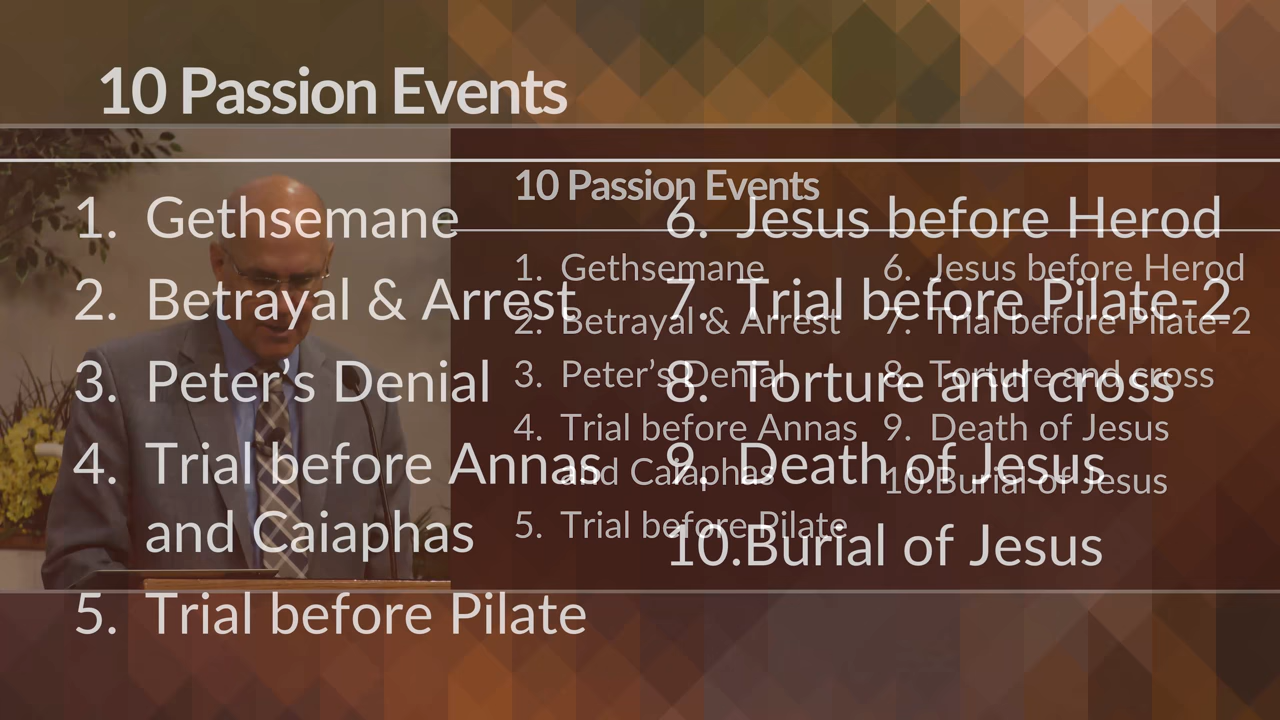 10 Passion Events
1. Gethsemane
2. Betrayal & Arrest
3. Peter’s Denial
4. Trial before Annas
and Caiaphas
5. Trial before Pilate
6. Jesus before Herod
7. Trial before Pilate-2
8. Torture and cross
9. Death of Jesus
10.Burial of Jesus
10 Passion Events
1. Gethsemane
2. Betrayal & Arrest
3. Peter’s Denial
4. Trial before Annas
and Caiaphas
5. Trial before Pilate
6. Jesus before Herod
7. Trial before Pilate-2
8. Torture and cross
9. Death of Jesus
10.Burial of Jesus